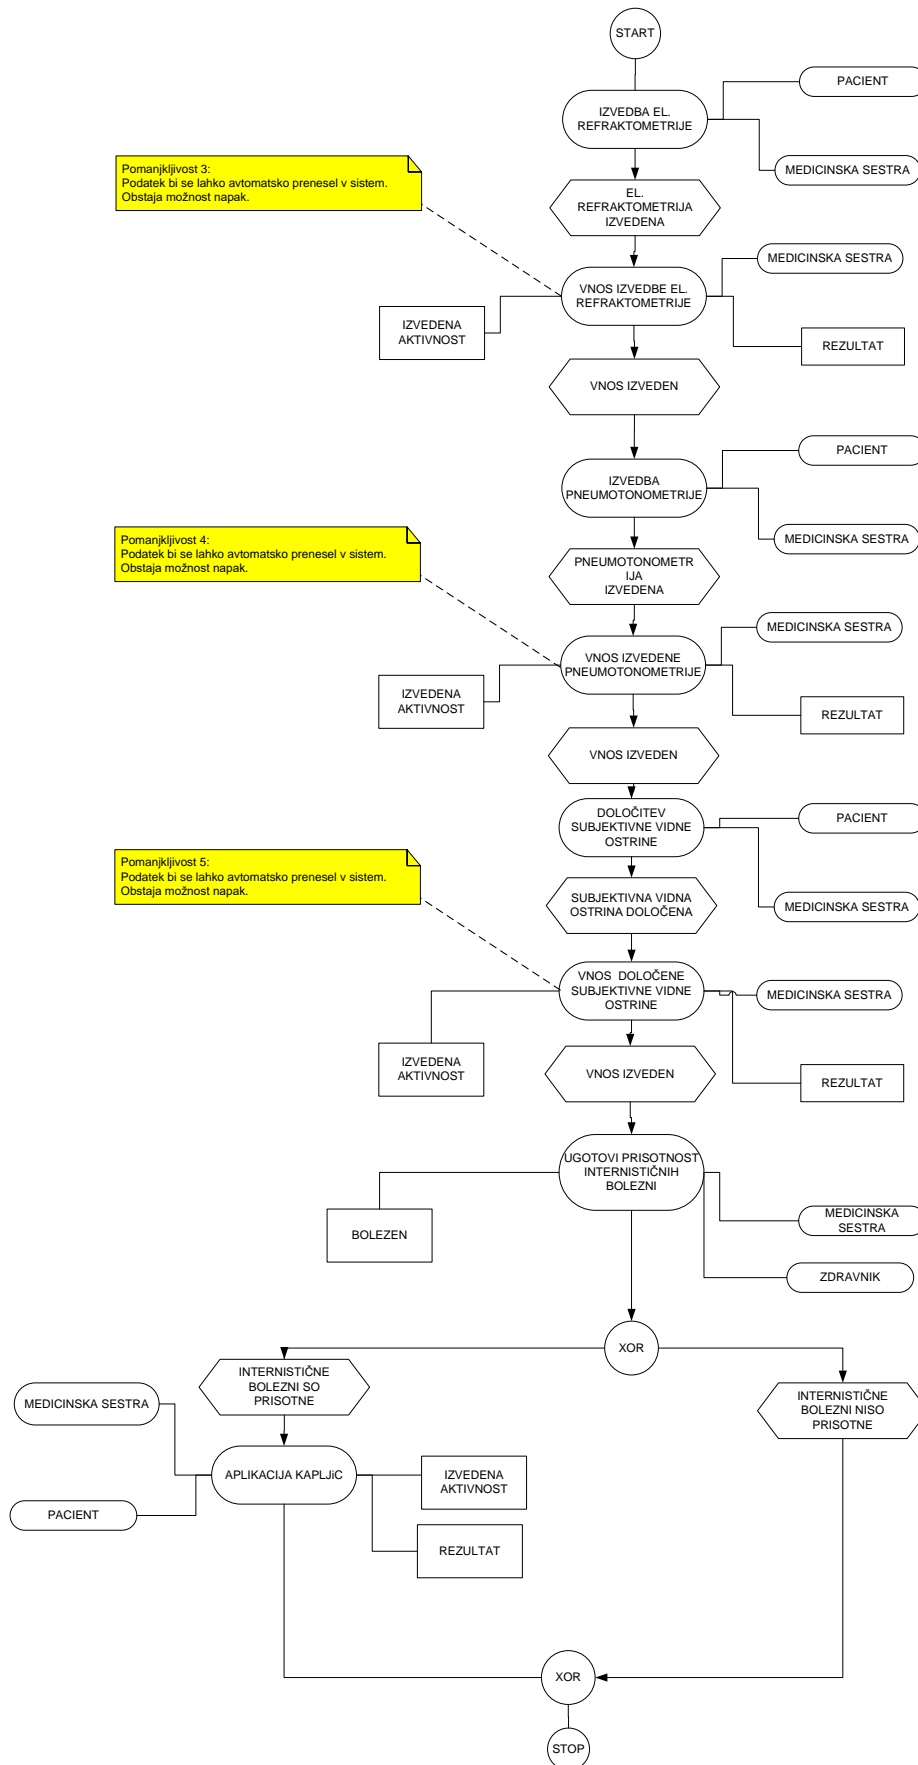 START
PACIENT
IZVEDBA EL.
REFRAKTOMETRIJE
MEDICINSKA SESTRA
Pomanjkljivost 3:
Podatek bi se lahko avtomatsko prenesel v sistem.
Obstaja možnost napak.
EL.
REFRAKTOMETRIJA
IZVEDENA
MEDICINSKA SESTRA
VNOS IZVEDBE EL.
REFRAKTOMETRIJE
IZVEDENA
AKTIVNOST
REZULTAT
VNOS IZVEDEN
PACIENT
IZVEDBA
PNEUMOTONOMETRIJE
MEDICINSKA SESTRA
Pomanjkljivost 4:
Podatek bi se lahko avtomatsko prenesel v sistem.
Obstaja možnost napak.
PNEUMOTONOMETR
IJA
IZVEDENA
MEDICINSKA SESTRA
VNOS IZVEDENE
PNEUMOTONOMETRIJE
IZVEDENA
AKTIVNOST
REZULTAT
VNOS IZVEDEN
DOLOČITEV
SUBJEKTIVNE VIDNE
OSTRINE
PACIENT
Pomanjkljivost 5:
Podatek bi se lahko avtomatsko prenesel v sistem.
Obstaja možnost napak.
SUBJEKTIVNA VIDNA
OSTRINA DOLOČENA
MEDICINSKA SESTRA
VNOS DOLOČENE
SUBJEKTIVNE VIDNE
OSTRINE
MEDICINSKA SESTRA
IZVEDENA
AKTIVNOST
VNOS IZVEDEN
REZULTAT
UGOTOVI PRISOTNOST
INTERNISTIČNIH
BOLEZNI
BOLEZEN
MEDICINSKA
SESTRA
ZDRAVNIK
XOR
INTERNISTIČNE
BOLEZNI SO
PRISOTNE
INTERNISTIČNE
BOLEZNI NISO
PRISOTNE
MEDICINSKA SESTRA
APLIKACIJA KAPLJiC
IZVEDENA
AKTIVNOST
PACIENT
REZULTAT
XOR
STOP